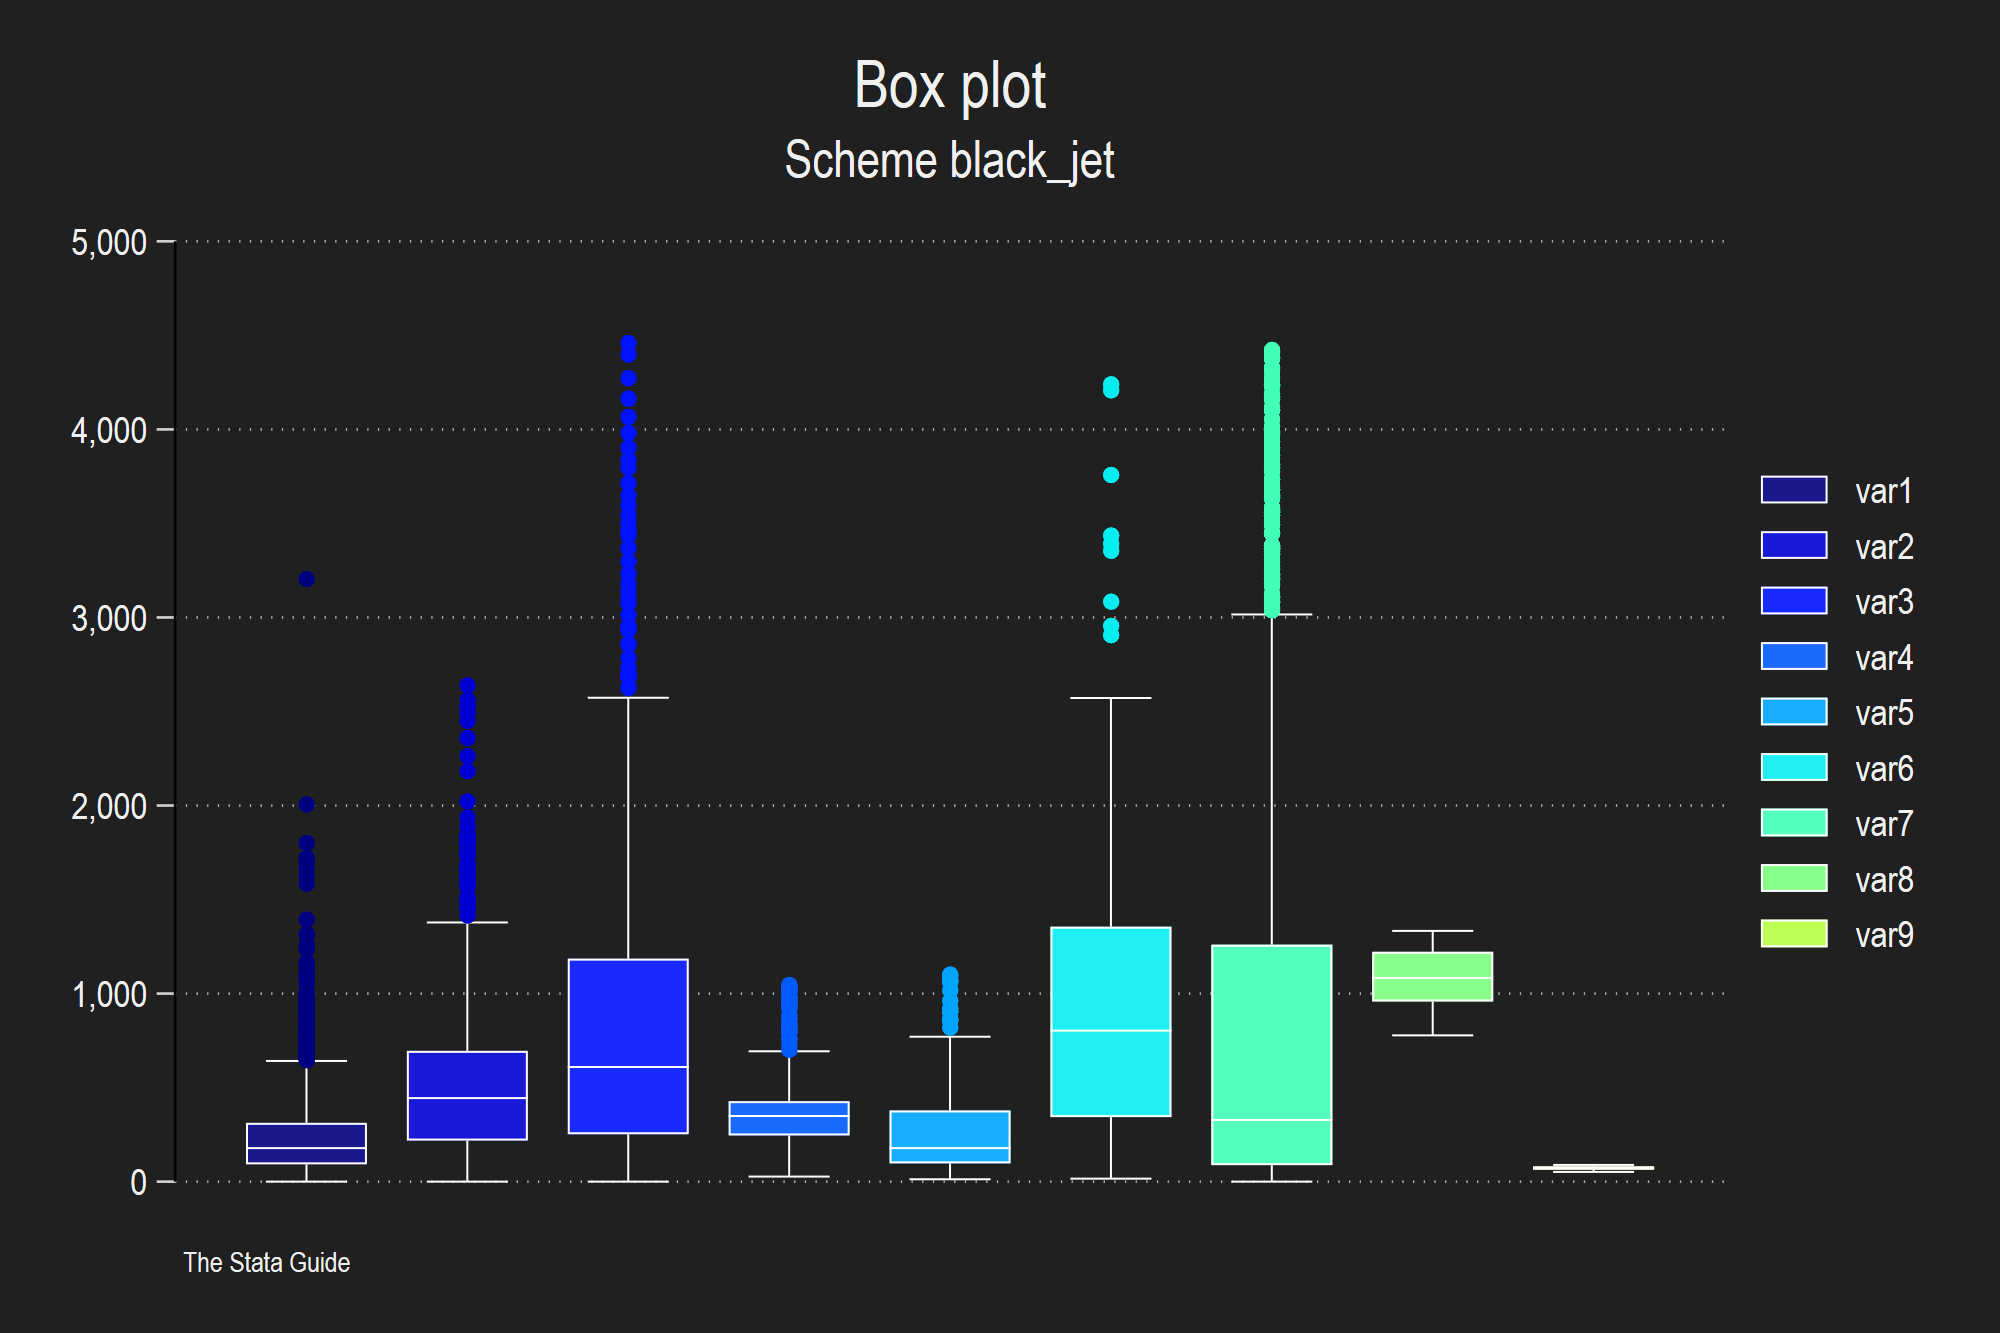 Box plot
Scheme black_jet
5,000
4,000
3,000
2,000
1,000
0
var1
var2
var3
var4
var5
var6
var7
var8
var9
The Stata Guide